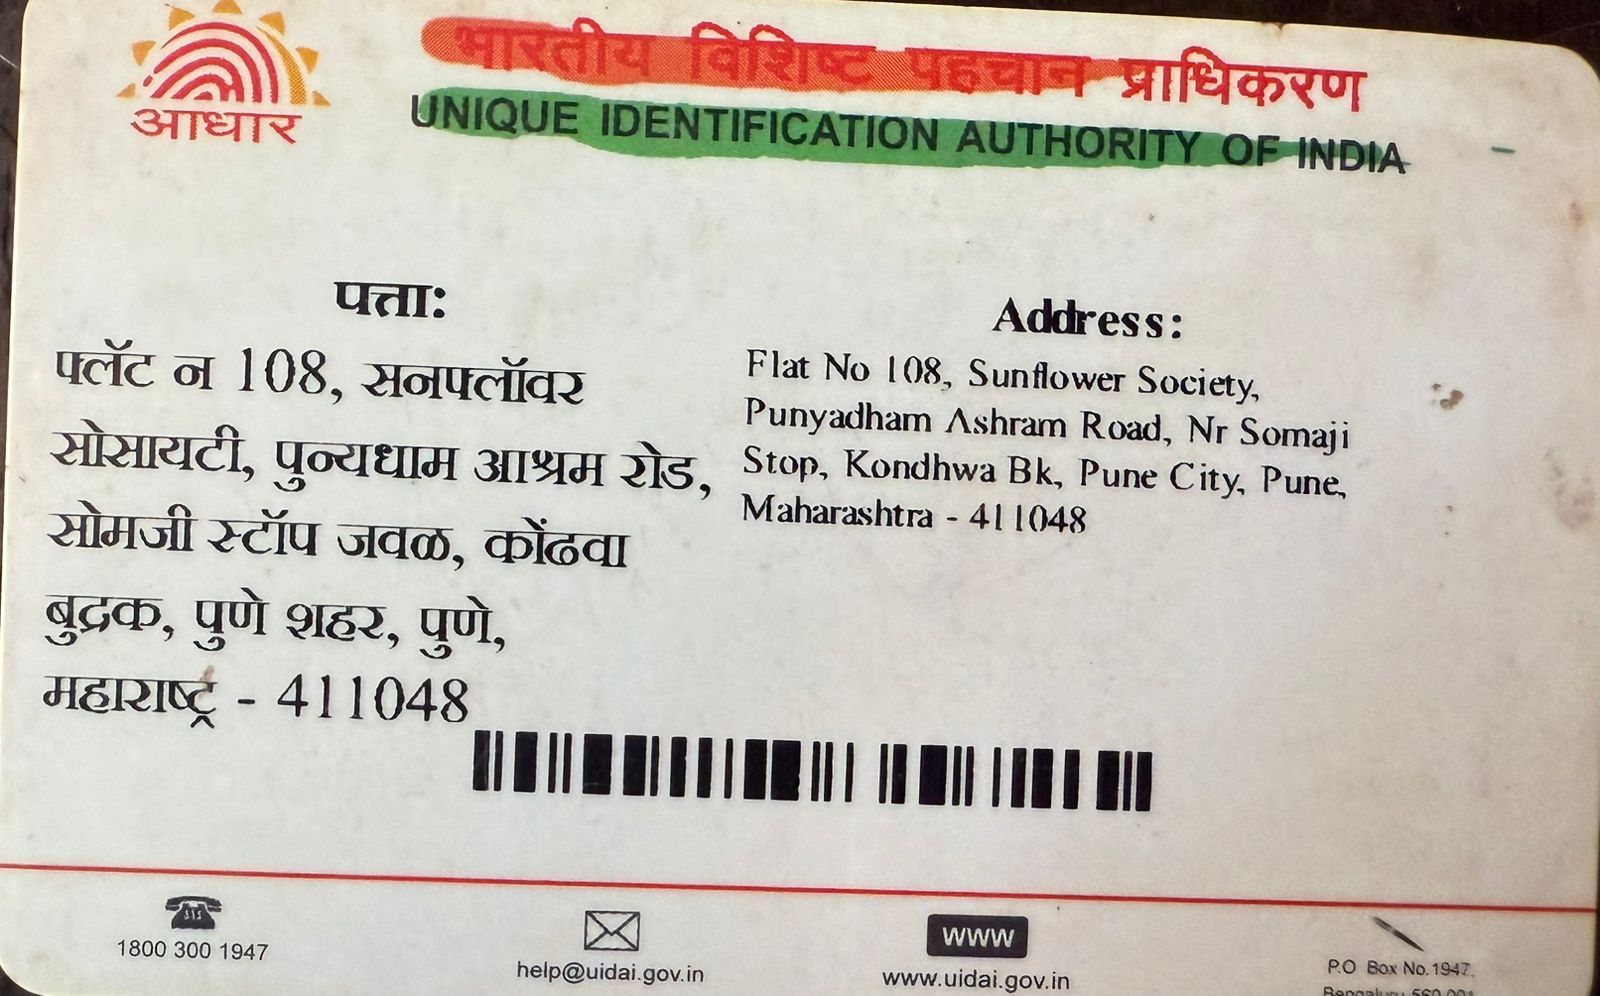 आधार
भारतीय विशिष्ट पहचान प्राधिकरण
UNIQUE IDENTIFICATION AUTHORITY OF INDIA
पत्ता:
फ्लॅट न 108, सनफ्लॉवर
सोसायटी, पुन्यधाम आश्रम रोड,
सोमजी स्टॉप जवळ, कोंढवा
बुद्रक, पुणे शहर, पुणे,
महाराष्ट्र - 411048
Address:
Flat No 108, Sunflower Society,
Punyadham Ashram Road, Nr Somaji
Stop, Kondhwa Bk, Pune City, Pune,
Maharashtra - 411048
1800 300 1947
help@uidai.gov.in
WWW
www.uidai.gov.in
P.O Box No.1947,
Bengaluru-560 001